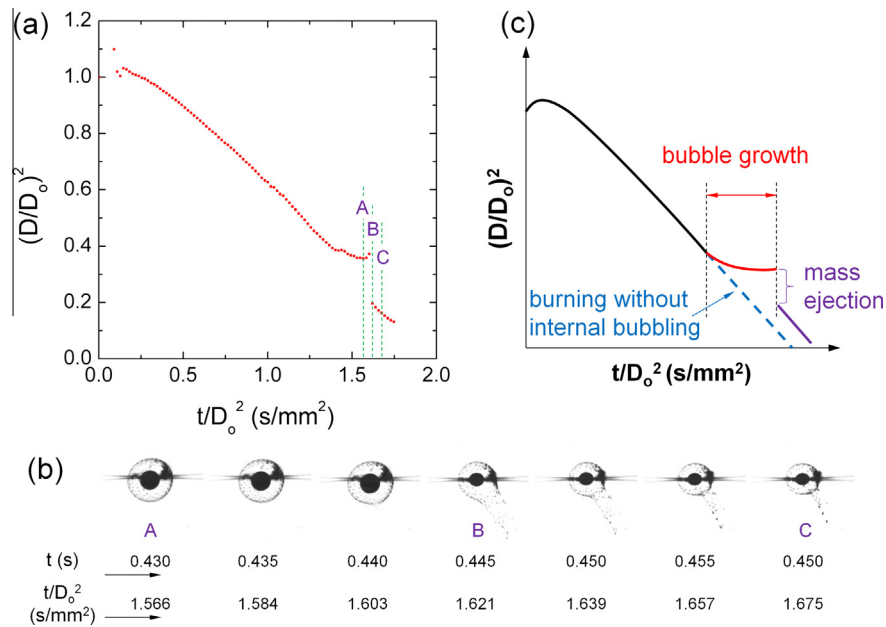 (a)
1.2
1.0
0.8
0.6
0.4
0.2
0.0
(D/Do)²
A
B
C
0.0 0.5 1.0 1.5 2.0
t/Do² (s/mm²)
(c)
bubble growth
(D/Do)²
mass
ejection
burning without
internal bubbling
t/Do² (s/mm²)
(b)
A B C
t (s) 0.430 0.435 0.440 0.445 0.450 0.455 0.450
t/Do²
(s/mm²) 1.566 1.584 1.603 1.621 1.639 1.657 1.675